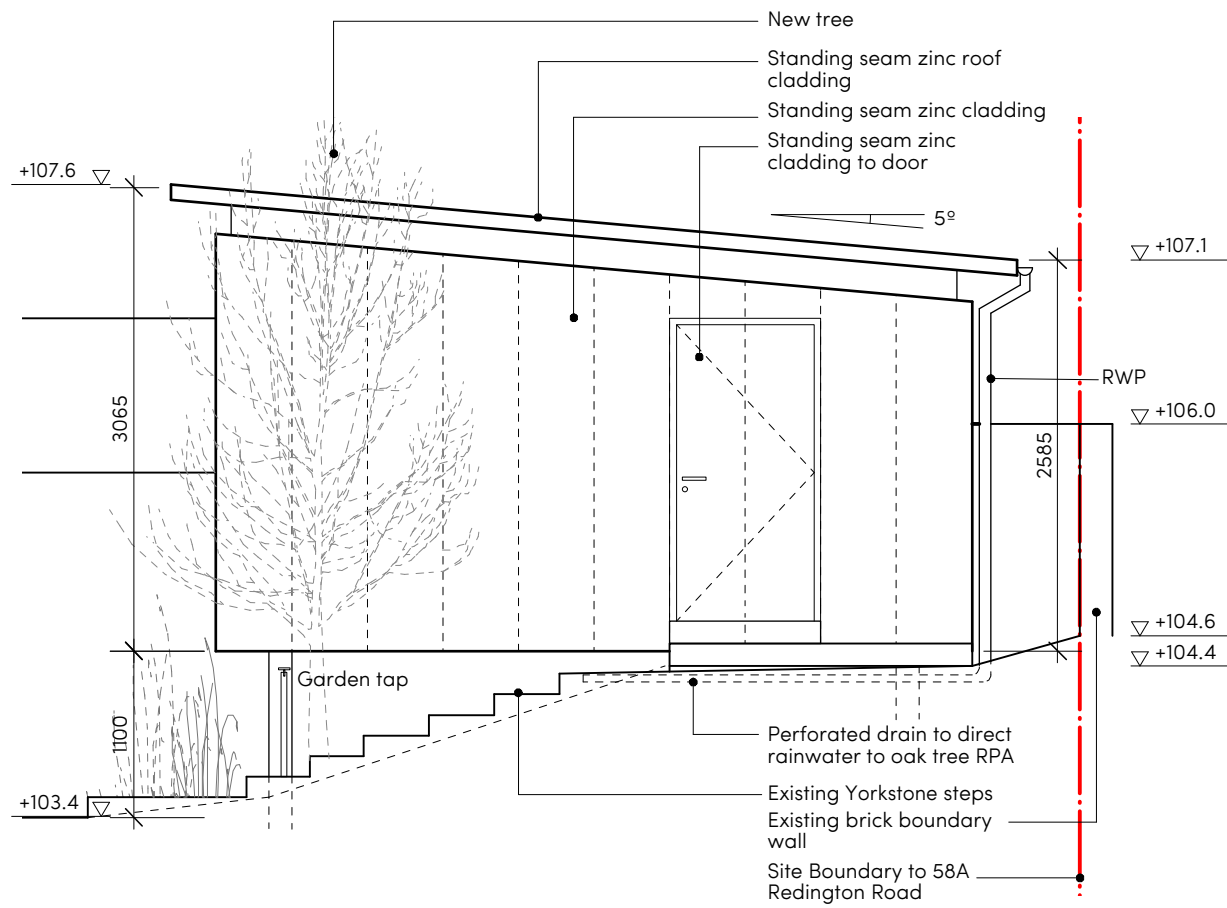 New tree
Standing seam zinc roof
cladding
Standing seam zinc cladding
Standing seam zinc
cladding to door
+107.6
5º
+107.1
RWP
+106.0
3065
2585
+104.6
+104.4
Garden tap
1100
Perforated drain to direct
rainwater to oak tree RPA
+103.4
Existing Yorkstone steps
Existing brick boundary
wall
Site Boundary to 58A
Redington Road